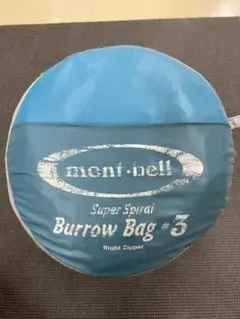 mont·bell
Super Spiral
Burrow Bag #3
Right Zipper